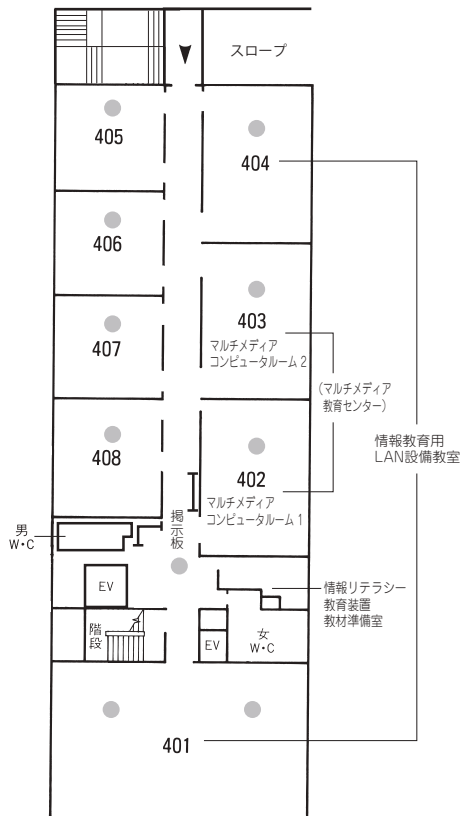 スロープ
405
404
406
403
マルチメディア
コンピュータルーム2
407
(マルチメディア
教育センター)
408
402
マルチメディア
コンピュータルーム1
情報教育用
LAN設備教室
掲示板
男
W・C
EV
情報リテラシー
教育装置
教材準備室
階段
EV
女
W・C
401